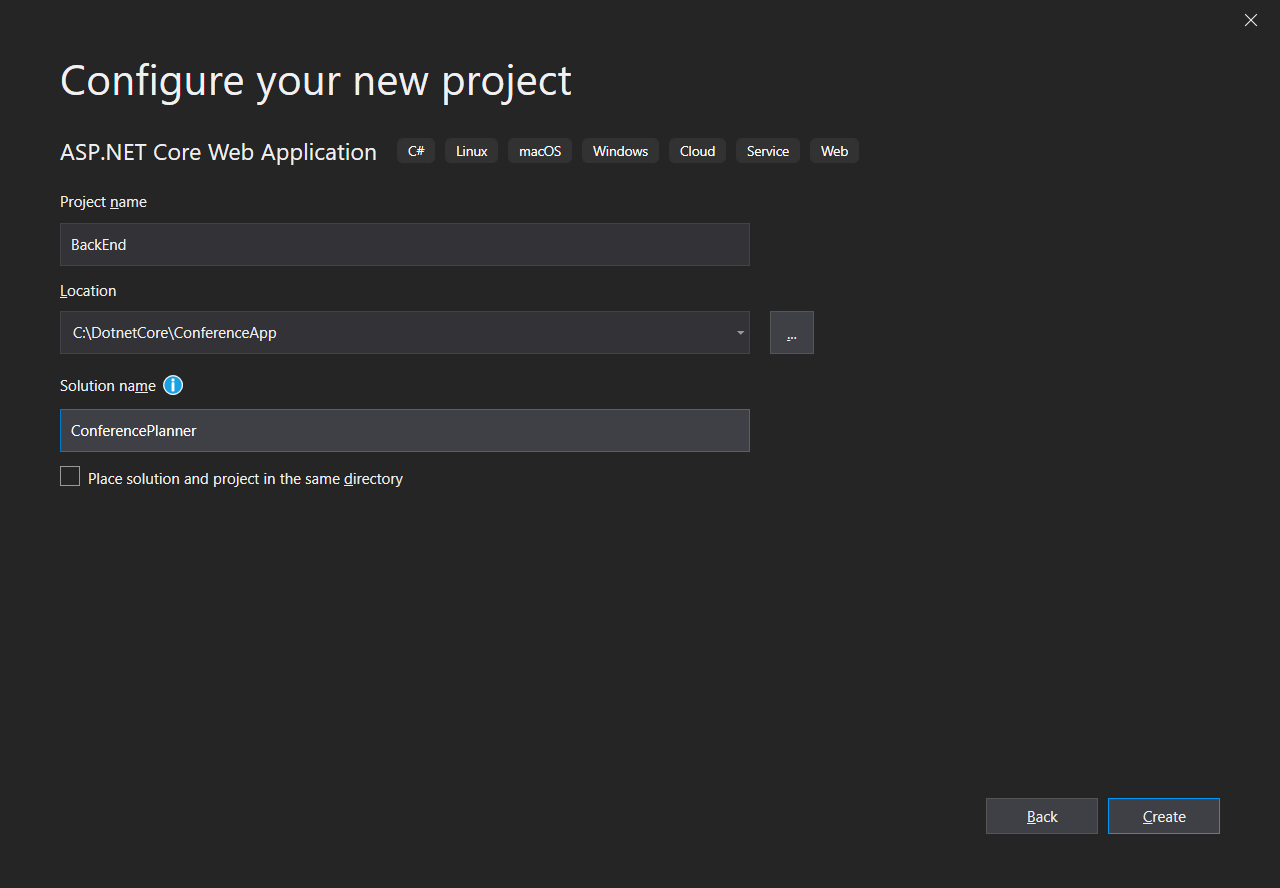 Configure your new project
ASP.NET Core Web Application C# Linux macOS Windows Cloud Service Web
Project name
BackEnd
Location
C:\DotnetCore\ConferenceApp
...
Solution name
ConferencePlanner
Place solution and project in the same directory
Back Create